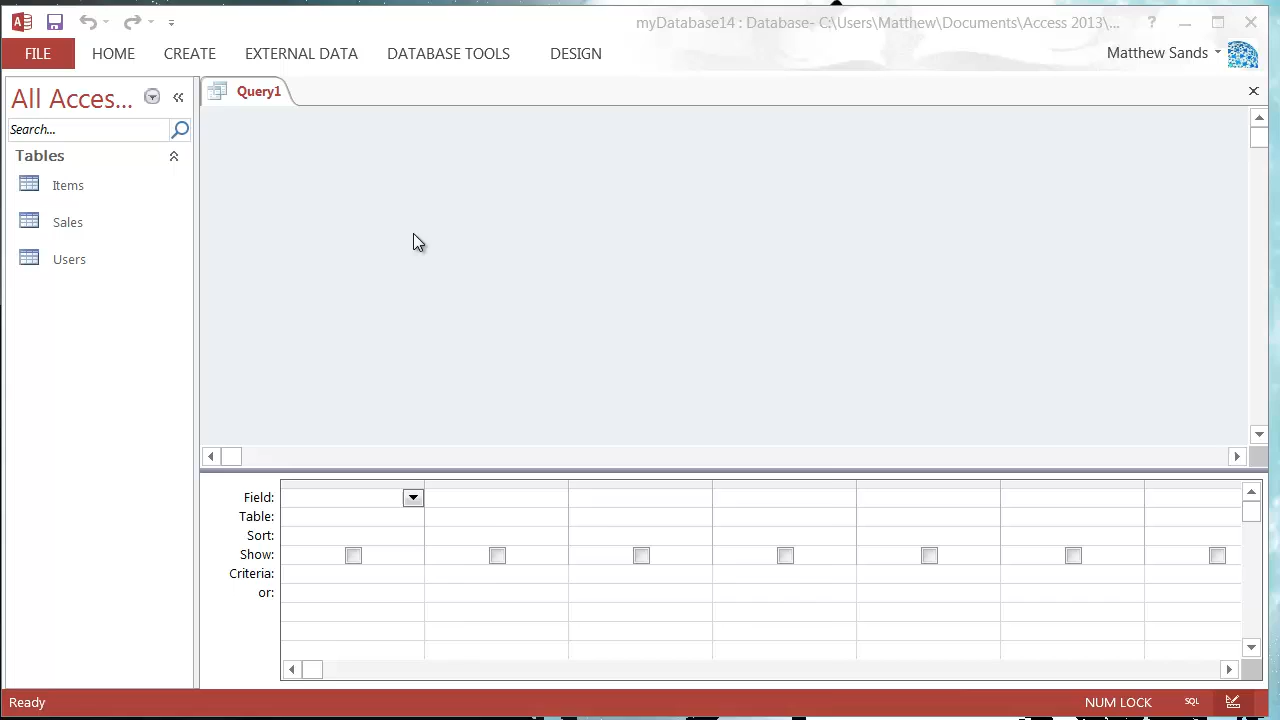 myDatabase14 : Database- C:\Users\Matthew\Documents\Access 2013\...
FILE HOME CREATE EXTERNAL DATA DATABASE TOOLS DESIGN Matthew Sands
All Acces...
Query1
Search...
Tables
Items
Sales
Users
Field:
Table:
Sort:
Show:
Criteria:
or:
Ready NUM LOCK SQL